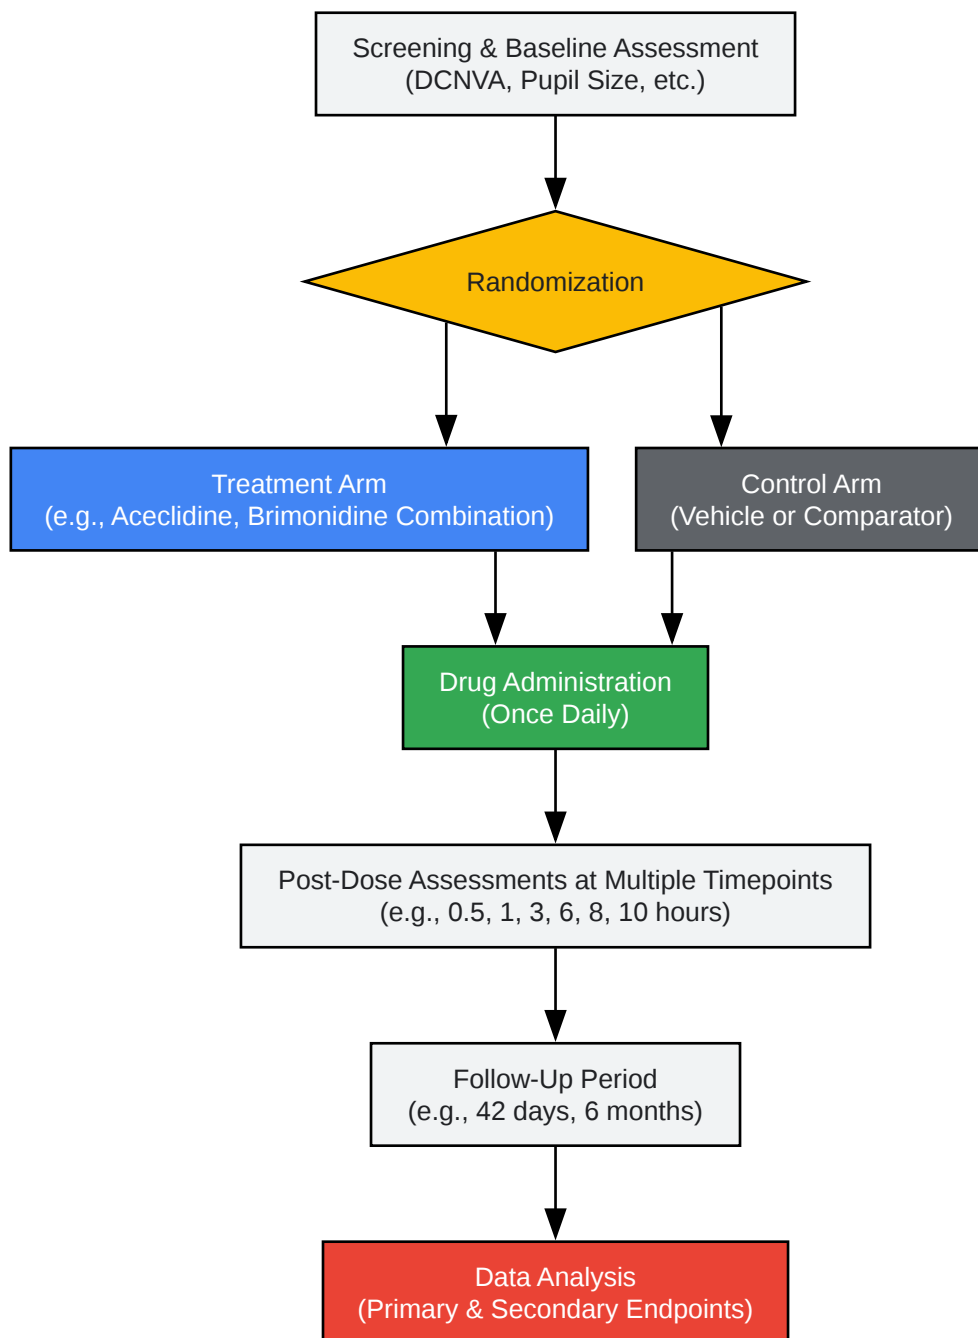 Screening & Baseline Assessment
(DCNVA, Pupil Size, etc.)
Randomization
Treatment Arm
(e.g., Aceclidine, Brimonidine Combination)
Control Arm
(Vehicle or Comparator)
Drug Administration
(Once Daily)
Post-Dose Assessments at Multiple Timepoints
(e.g., 0.5, 1, 3, 6, 8, 10 hours)
Follow-Up Period
(e.g., 42 days, 6 months)
Data Analysis
(Primary & Secondary Endpoints)